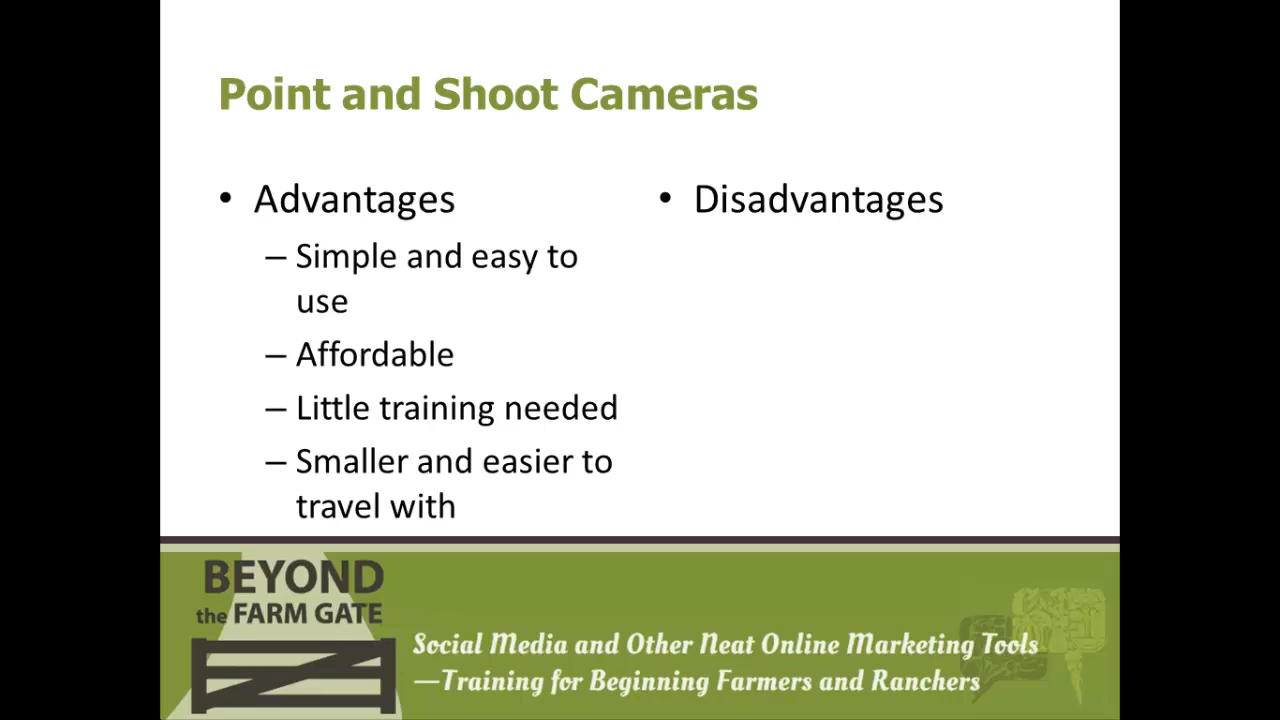 Point and Shoot Cameras
• Advantages
– Simple and easy to
use
– Affordable
– Little training needed
– Smaller and easier to
travel with
• Disadvantages
BEYOND
the FARM GATE
Social Media and Other Neat Online Marketing Tools
—Training for Beginning Farmers and Ranchers